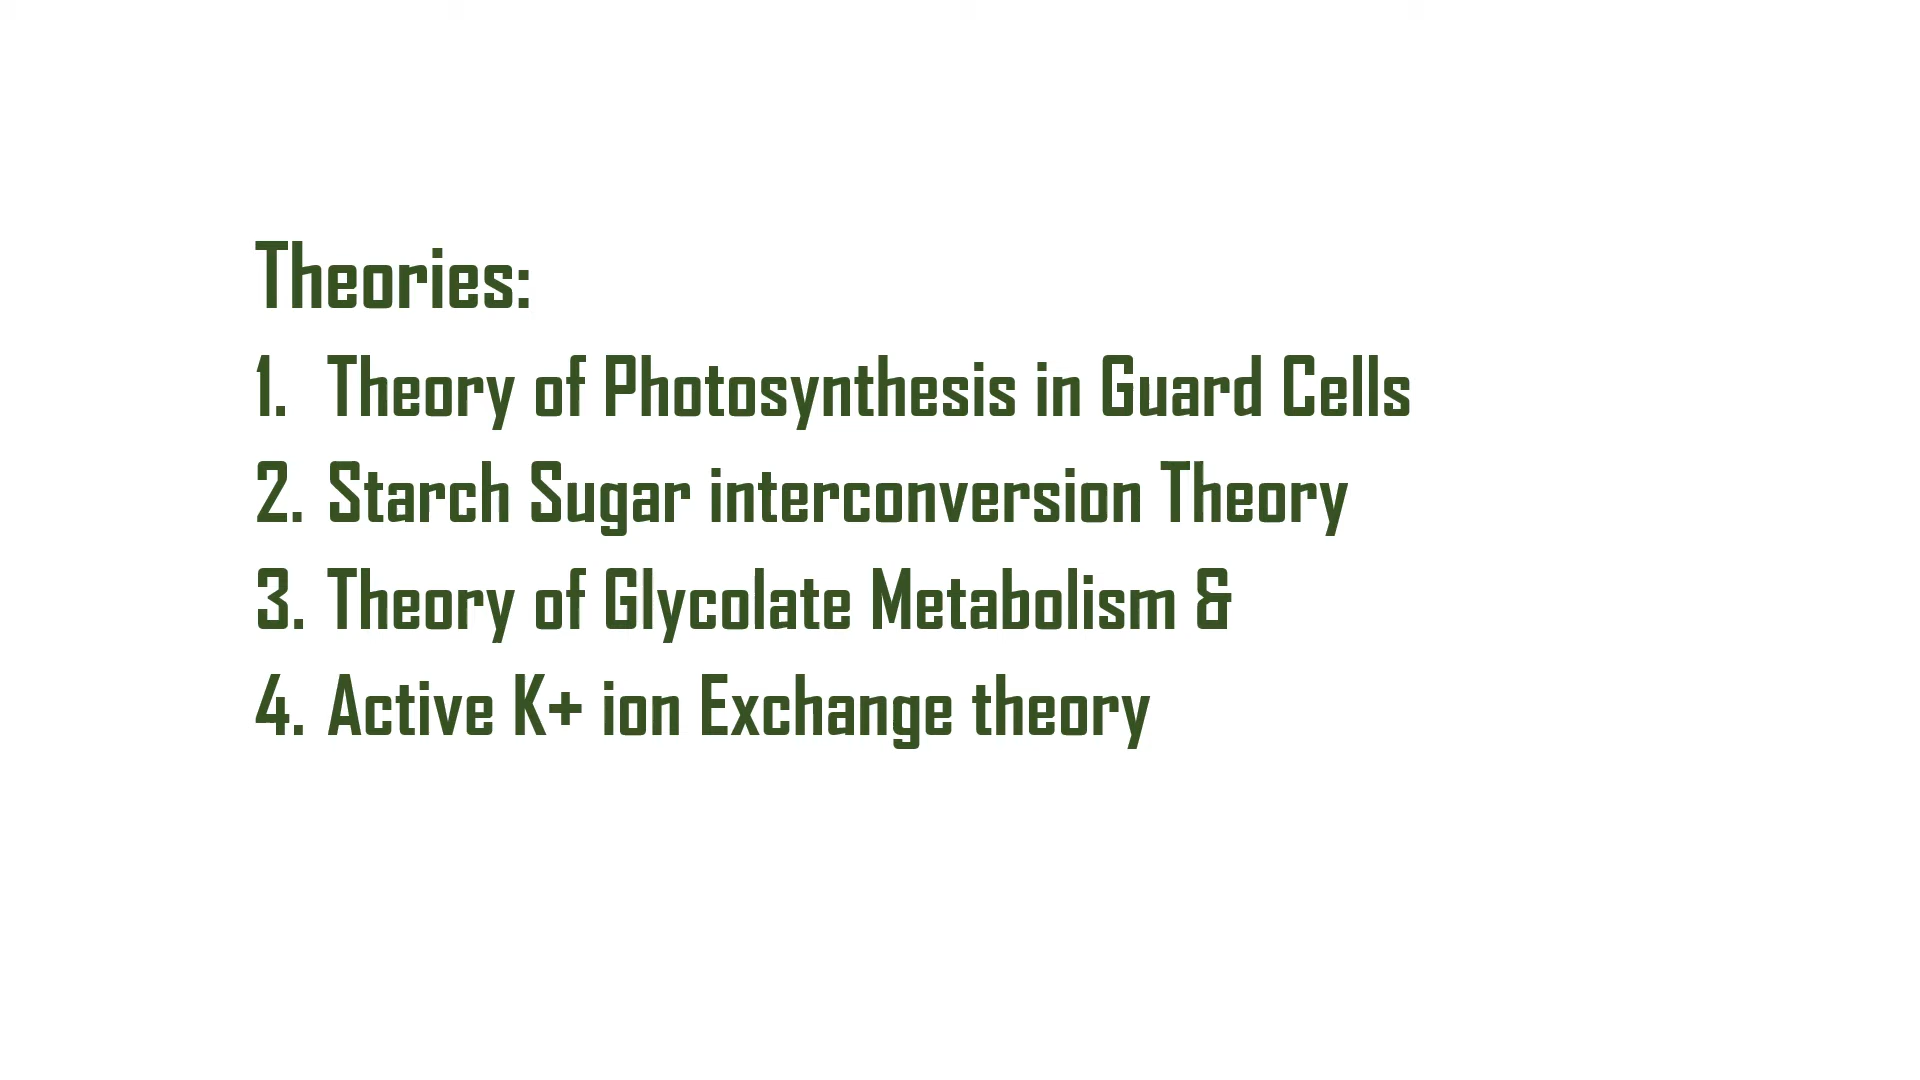 Theories:
1. Theory of Photosynthesis in Guard Cells
2. Starch Sugar interconversion Theory
3. Theory of Glycolate Metabolism &
4. Active K+ ion Exchange theory